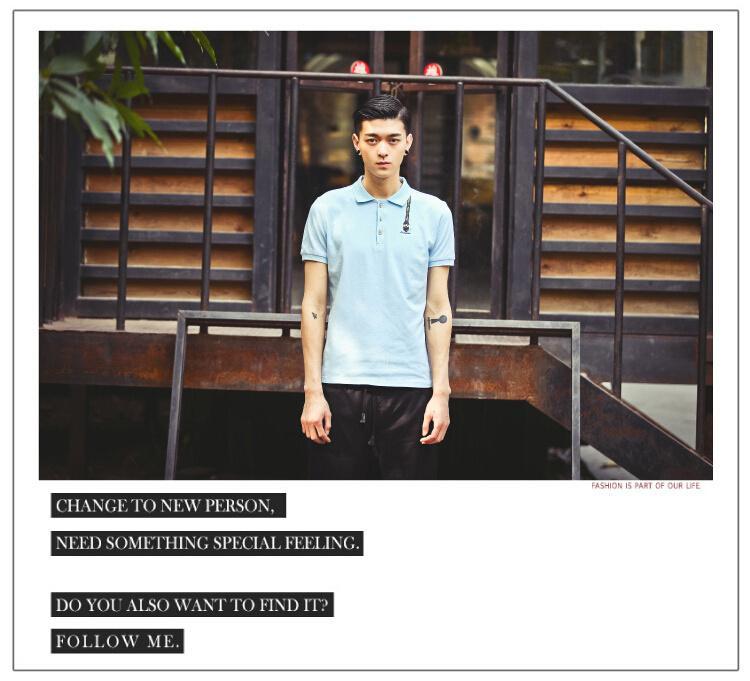 FASHION IS PART OF OUR LIFE
CHANGE TO NEW PERSON,
NEED SOMETHING SPECIAL FEELING.
DO YOU ALSO WANT TO FIND IT?
FOLLOW ME.